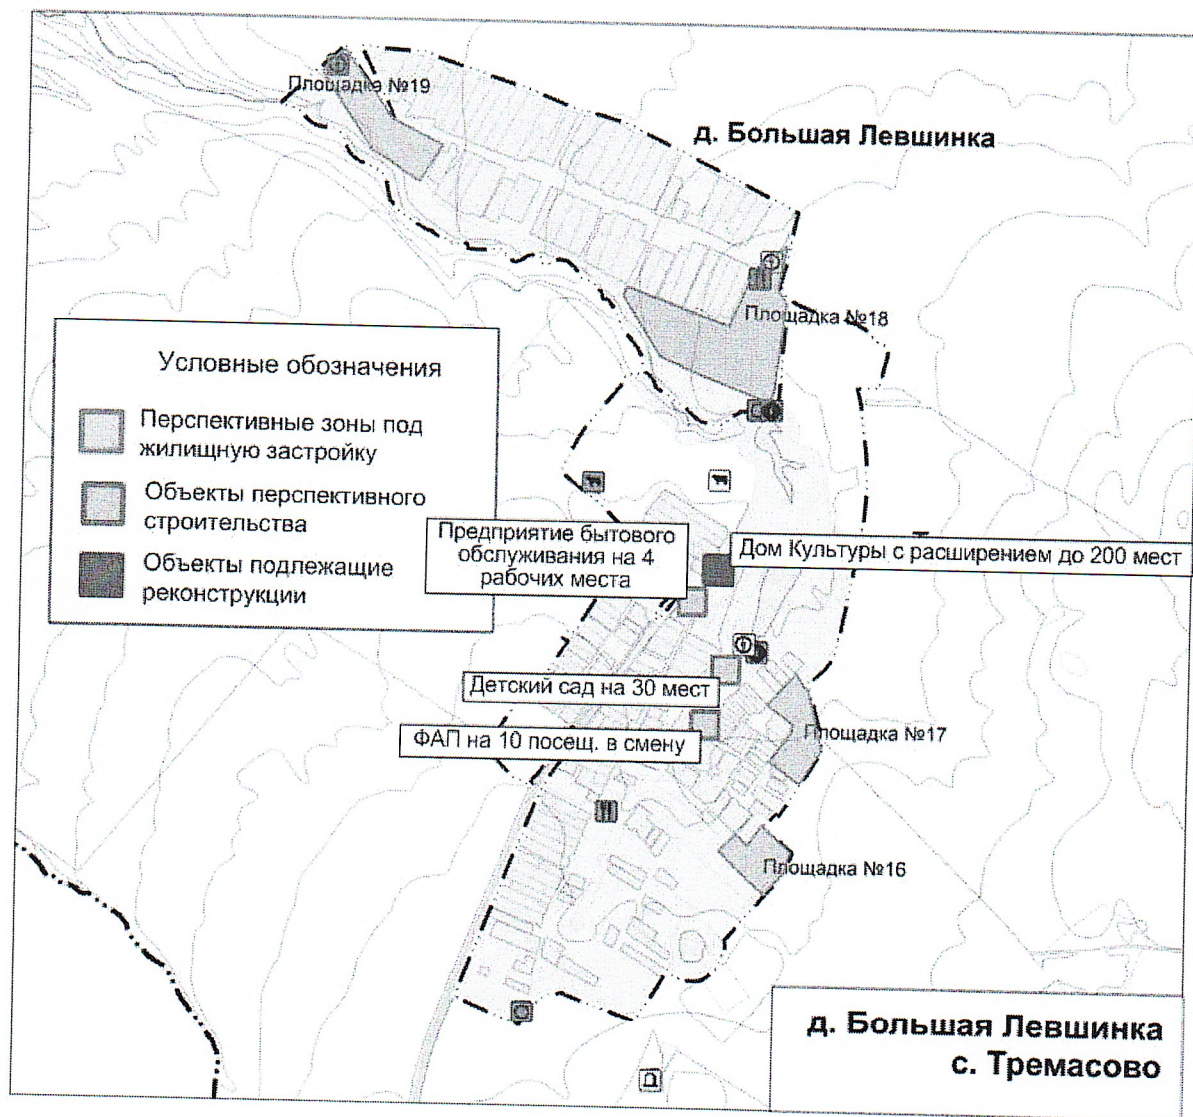 Площадка №19
д. Большая Левшинка
Площадка №18
Условные обозначения
Перспективные зоны под
жилищную застройку
Объекты перспективного
строительства
Объекты подлежащие
реконструкции
Предприятие бытового
обслуживания на 4
рабочих места
Дом Культуры с расширением до 200 мест
Детский сад на 30 мест
ФАП на 10 посещ. в смену
Площадка №17
Площадка №16
д. Большая Левшинка
с. Тремасово